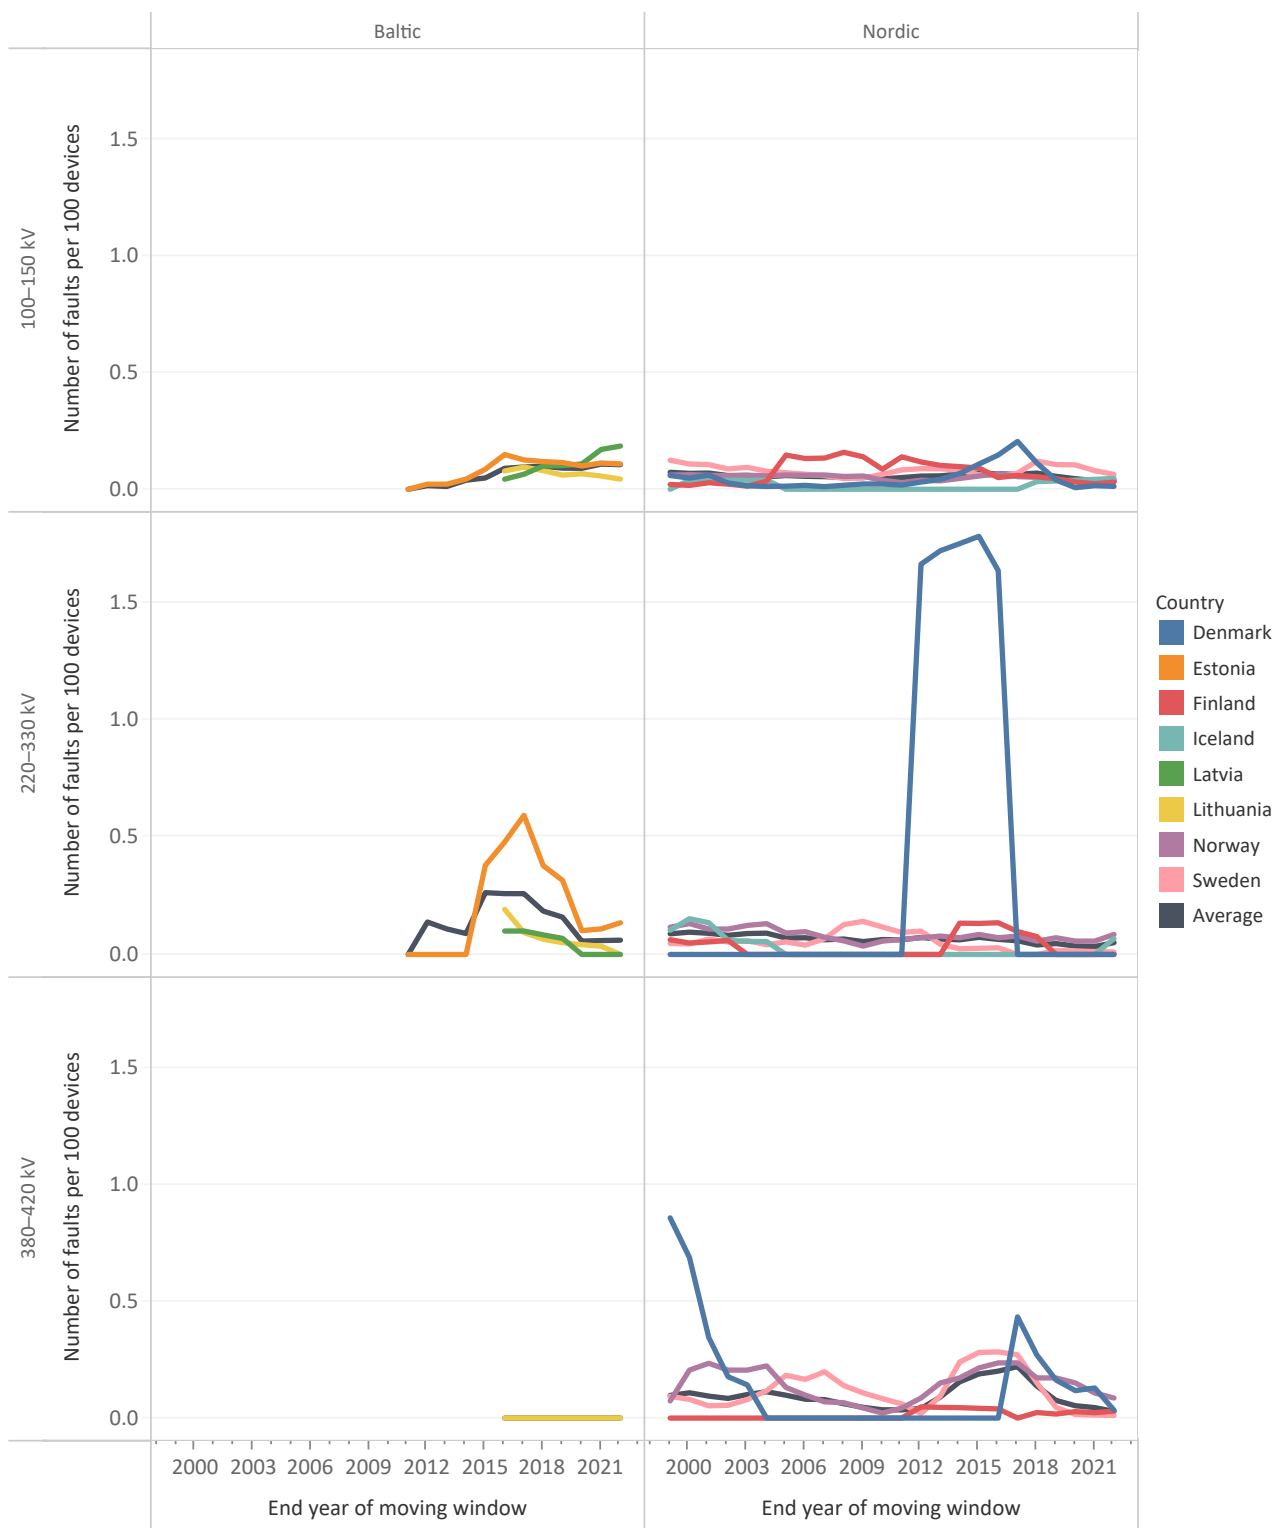 Baltic
Nordic
100–150 kV
Number of faults per 100 devices
1.5
1.0
0.5
0.0
220–330 kV
Number of faults per 100 devices
1.5
1.0
0.5
0.0
380–420 kV
Number of faults per 100 devices
1.5
1.0
0.5
0.0
2000 2003 2006 2009 2012 2015 2018 2021
2000 2003 2006 2009 2012 2015 2018 2021
End year of moving window
End year of moving window
Country
Denmark
Estonia
Finland
Iceland
Latvia
Lithuania
Norway
Sweden
Average